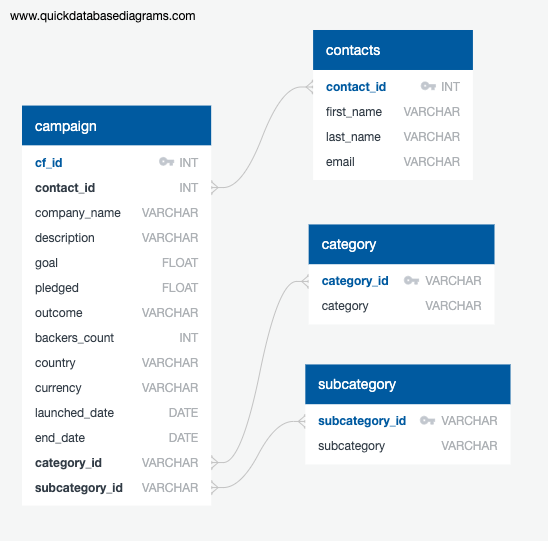 www.quickdatabasediagrams.com
campaign
cf_id INT
contact_id INT
company_name VARCHAR
description VARCHAR
goal FLOAT
pledged FLOAT
outcome VARCHAR
backers_count INT
country VARCHAR
currency VARCHAR
launched_date DATE
end_date DATE
category_id VARCHAR
subcategory_id VARCHAR
contacts
contact_id INT
first_name VARCHAR
last_name VARCHAR
email VARCHAR
category
category_id VARCHAR
category VARCHAR
subcategory
subcategory_id VARCHAR
subcategory VARCHAR